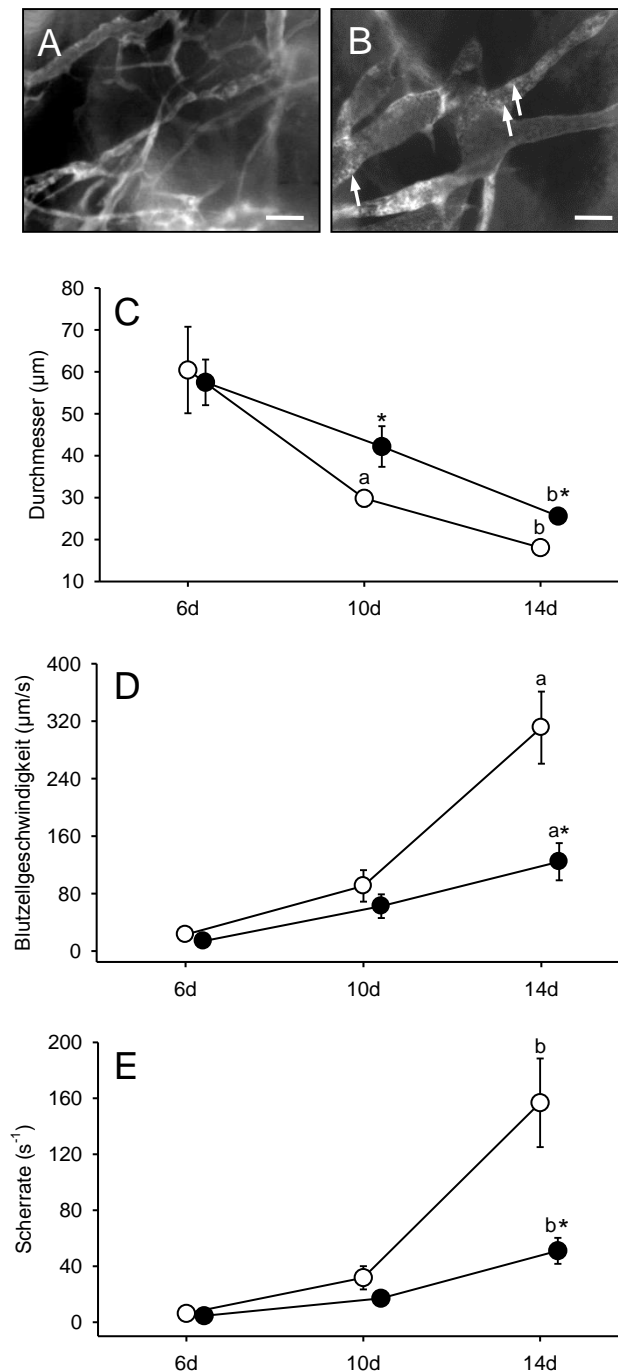 A
B
C
Durchmesser (µm)
80
70
60
50
40
30
20
10
*
a
b*
b
6d
10d
14d
D
Blutzellgeschwindigkeit (µm/s)
400
320
240
160
80
0
a
a*
6d
10d
14d
E
Scherrate (s⁻¹)
200
160
120
80
40
0
b
b*
6d
10d
14d